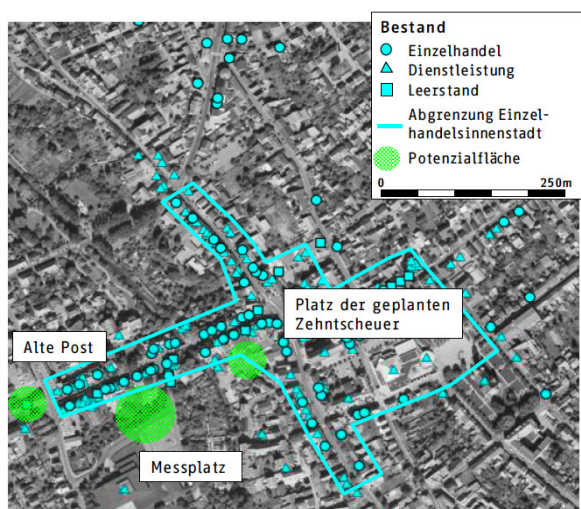 Bestand
Einzelhandel
Dienstleistung
Leerstand
Abgrenzung Einzel-
handelsinnenstadt
Potenzialfläche
0 250m
Platz der geplanten
Zehntscheuer
Alte Post
Messplatz